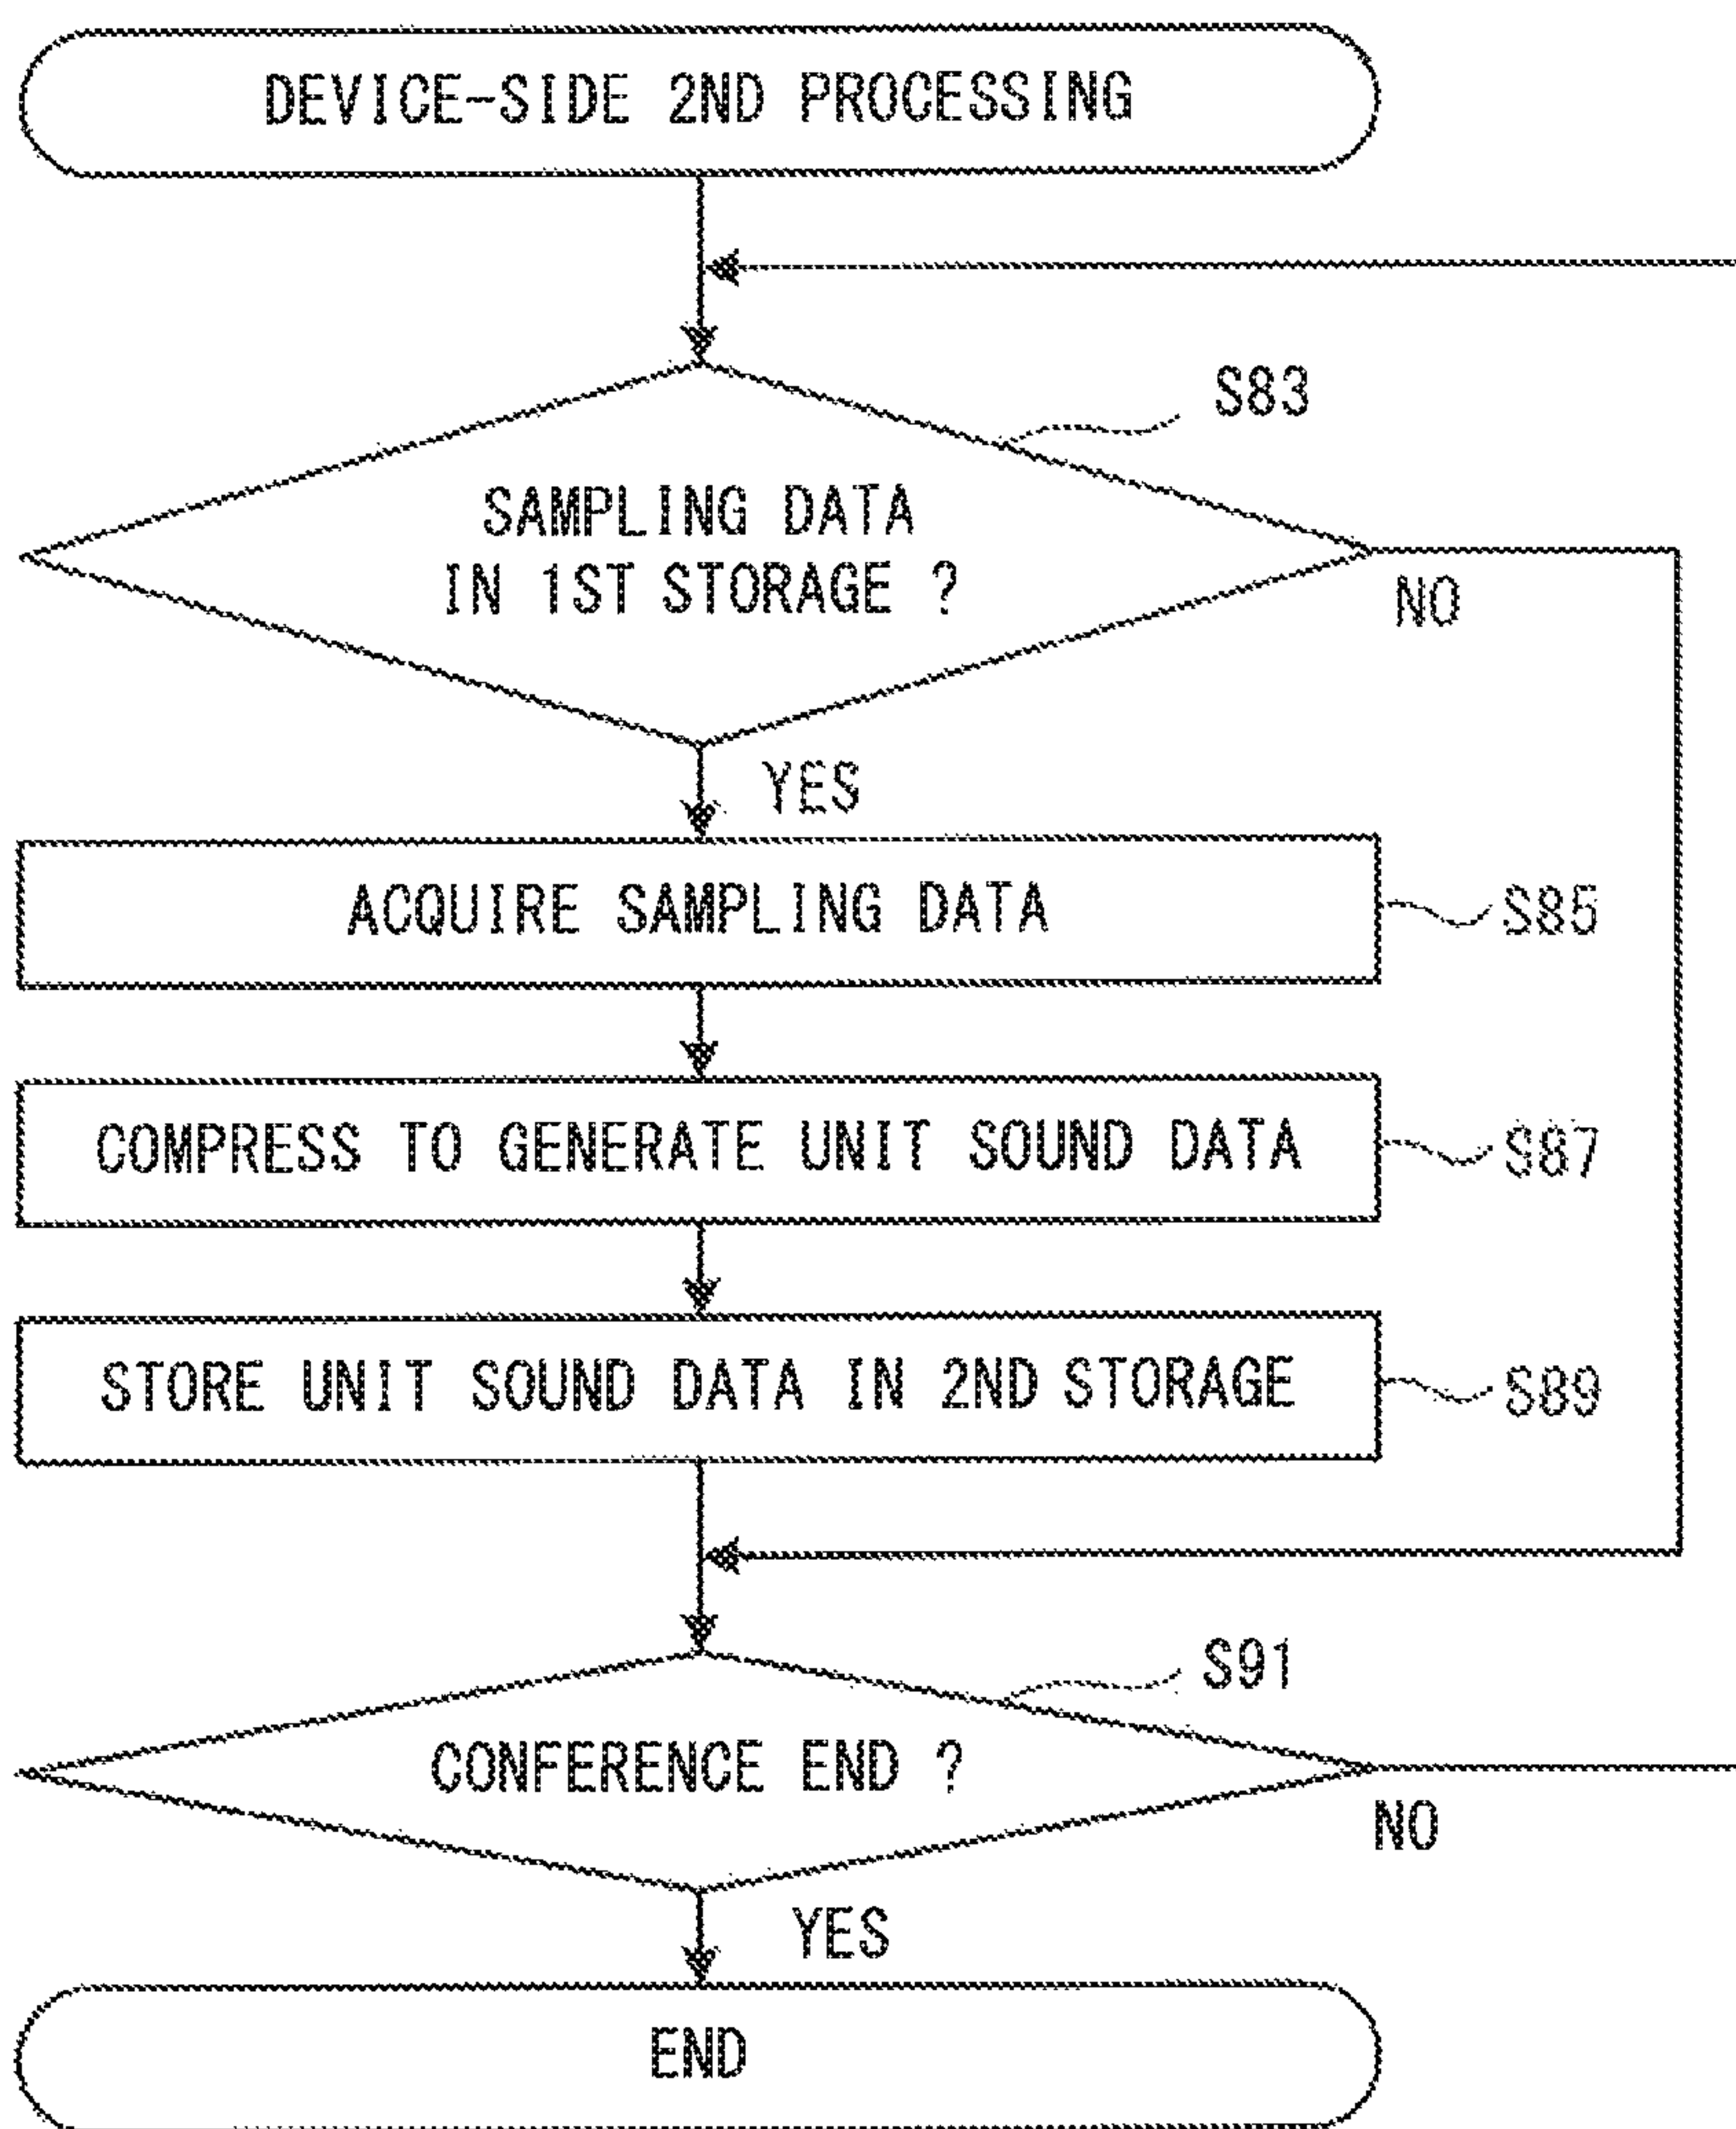 DEVICE-SIDE 2ND PROCESSING
S83
SAMPLING DATA
IN 1ST STORAGE ?
NO
YES
ACQUIRE SAMPLING DATA
S85
COMPRESS TO GENERATE UNIT SOUND DATA
S87
STORE UNIT SOUND DATA IN 2ND STORAGE
S89
S91
CONFERENCE END ?
NO
YES
END